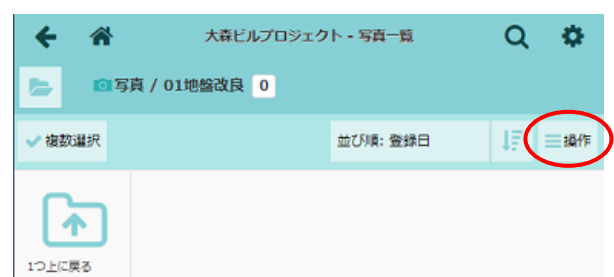 大森ビルプロジェクト - 写真一覧
写真 / 01地盤改良 0
複数選択 並び順: 登録日 操作
1つ上に戻る